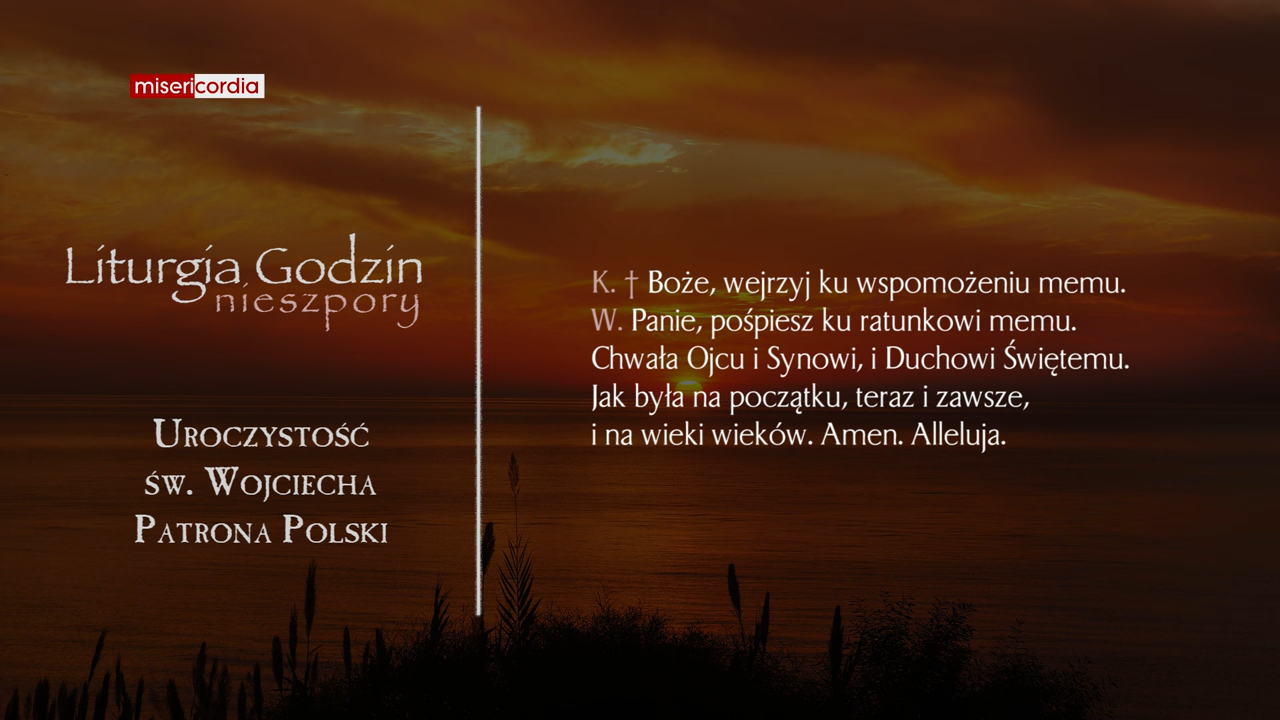 misericordia
Liturgia Godzin
nieszpory
Uroczystość
św. Wojciecha
Patrona Polski
K. † Boże, wejrzyj ku wspomożeniu memu.
W. Panie, pośpiesz ku ratunkowi memu.
Chwała Ojcu i Synowi, i Duchowi Świętemu.
Jak była na początku, teraz i zawsze,
i na wieki wieków. Amen. Alleluja.